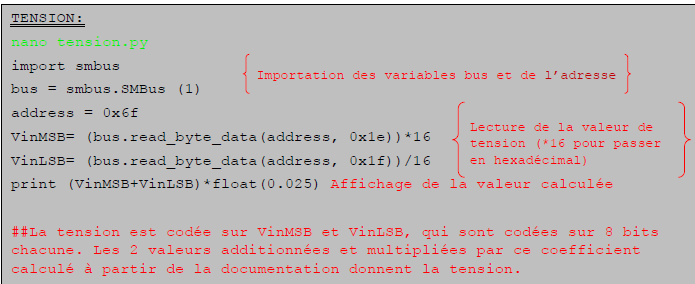 TENSION:
nano tension.py
import smbus
bus = smbus.SMBus (1)
Importation des variables bus et de l'adresse
address = 0x6f
VinMSB= (bus.read_byte_data(address, 0x1e))*16
VinLSB= (bus.read_byte_data(address, 0x1f))/16
Lecture de la valeur de
tension (*16 pour passer
en hexadécimal)
print (VinMSB+VinLSB)*float(0.025) Affichage de la valeur calculée
##La tension est codée sur VinMSB et VinLSB, qui sont codées sur 8 bits
chacune. Les 2 valeurs additionnées et multipliées par ce coefficient
calculé à partir de la documentation donnent la tension.